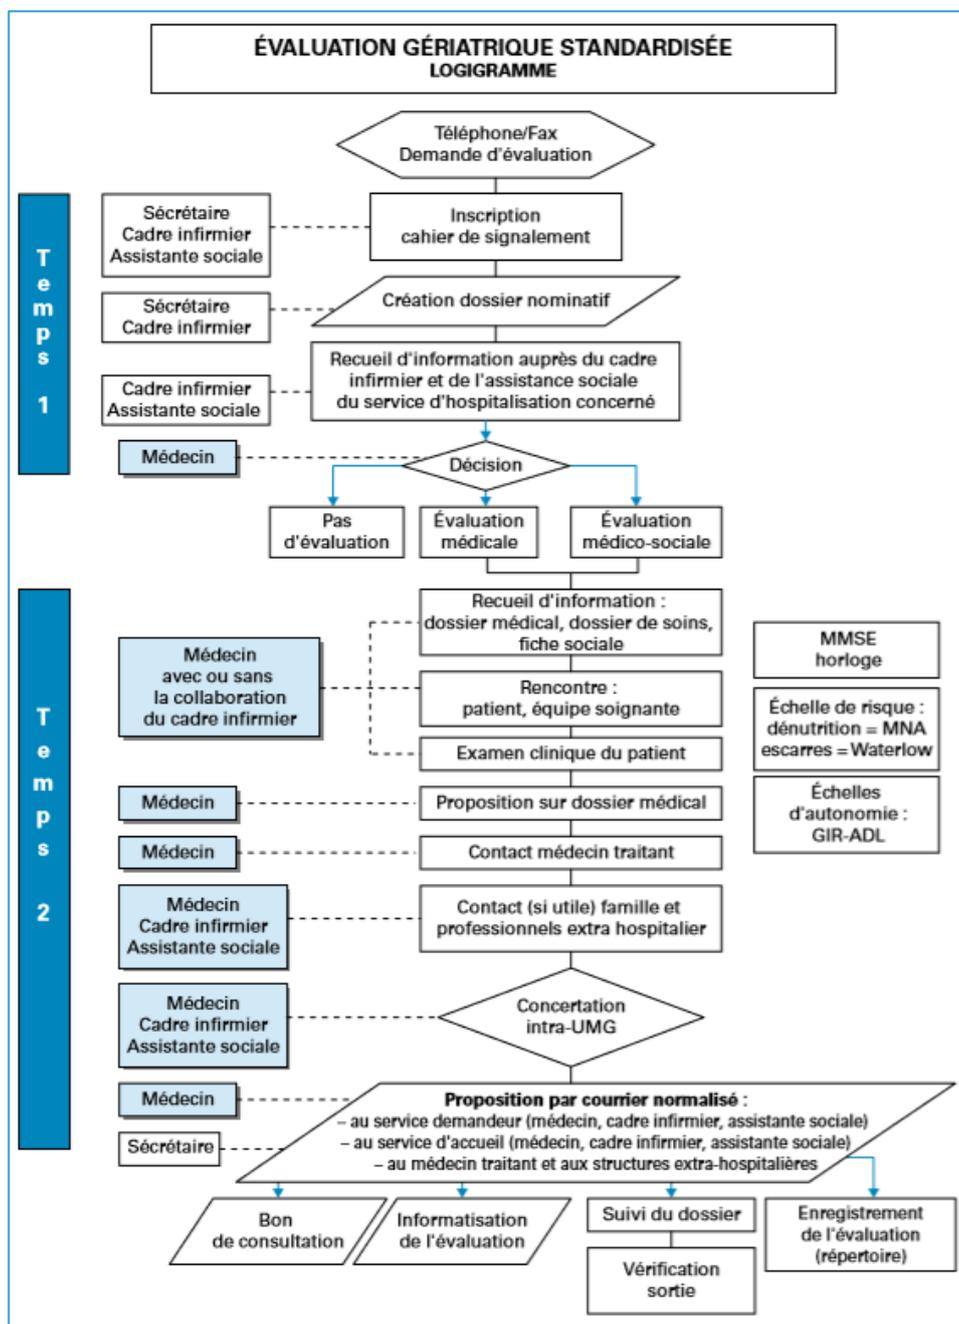 ÉVALUATION GÉRIATRIQUE STANDARDISÉE
LOGIGRAMME
Téléphone/Fax
Demande d'évaluation
Temps 1
Sécrétaire
Cadre infirmier
Assistante sociale
Inscription
cahier de signalement
Sécrétaire
Cadre infirmier
Création dossier nominatif
Cadre infirmier
Assistante sociale
Recueil d'information auprès du cadre
infirmier et de l'assistance sociale
du service d'hospitalisation concerné
Médecin
Décision
Pas
d'évaluation
Évaluation
médicale
Évaluation
médico-sociale
Temps 2
Médecin
avec ou sans
la collaboration
du cadre infirmier
Recueil d'information :
dossier médical, dossier de soins,
fiche sociale
Rencontre :
patient, équipe soignante
Examen clinique du patient
MMSE
horloge
Échelle de risque :
dénutrition = MNA
escarres = Waterlow
Échelles
d'autonomie :
GIR-ADL
Médecin
Proposition sur dossier médical
Médecin
Contact médecin traitant
Médecin
Cadre infirmier
Assistante sociale
Contact (si utile) famille et
professionnels extra hospitalier
Médecin
Cadre infirmier
Assistante sociale
Concertation
intra-UMG
Médecin
Sécrétaire
Proposition par courrier normalisé :
– au service demandeur (médecin, cadre infirmier, assistante sociale)
– au service d'accueil (médecin, cadre infirmier, assistante sociale)
– au médecin traitant et aux structures extra-hospitalières
Bon
de consultation
Informatisation
de l'évaluation
Suivi du dossier
Vérification
sortie
Enregistrement
de l'évaluation
(répertoire)